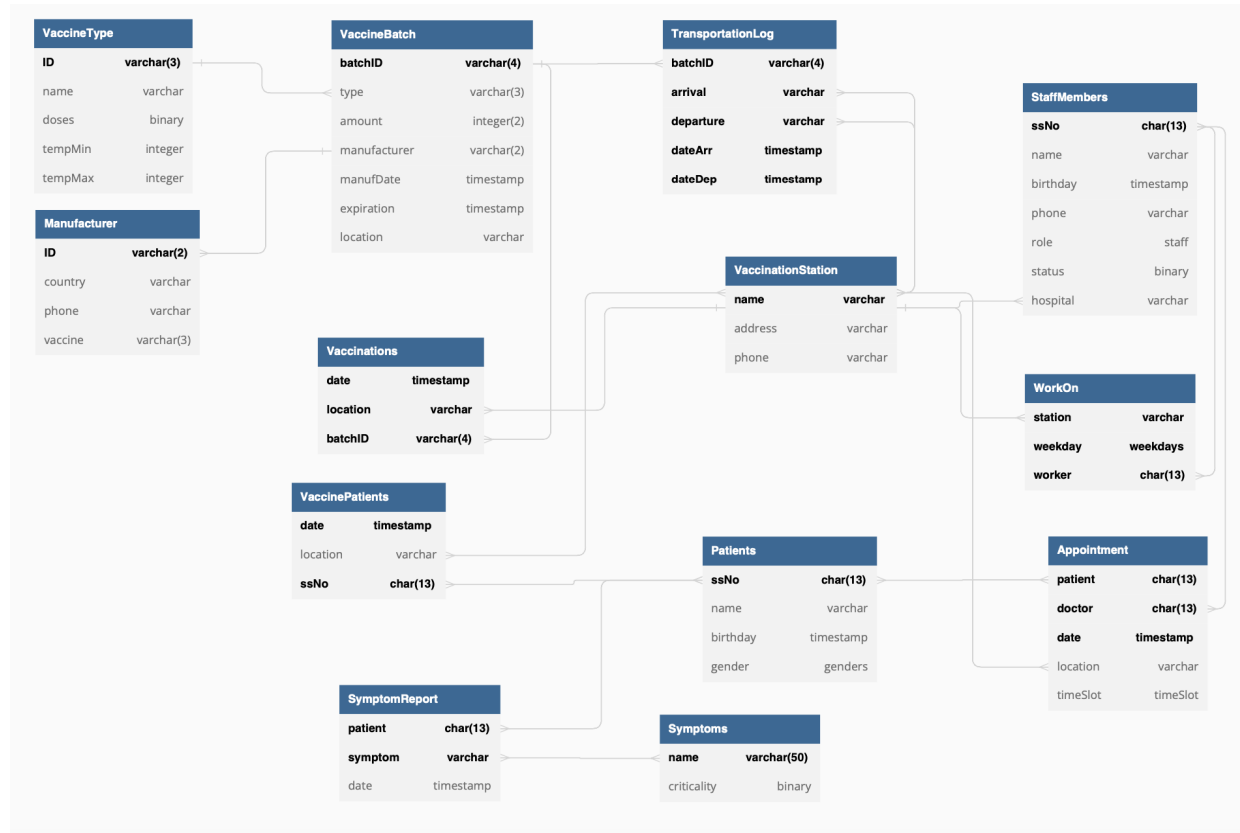 VaccineType
ID varchar(3)
name varchar
doses binary
tempMin integer
tempMax integer
Manufacturer
ID varchar(2)
country varchar
phone varchar
vaccine varchar(3)
VaccineBatch
batchID varchar(4)
type varchar(3)
amount integer(2)
manufacturer varchar(2)
manufDate timestamp
expiration timestamp
location varchar
TransportationLog
batchID varchar(4)
arrival varchar
departure varchar
dateArr timestamp
dateDep timestamp
StaffMembers
ssNo char(13)
name varchar
birthday timestamp
phone varchar
role staff
status binary
hospital varchar
VaccinationStation
name varchar
address varchar
phone varchar
Vaccinations
date timestamp
location varchar
batchID varchar(4)
WorkOn
station varchar
weekday weekdays
worker char(13)
VaccinePatients
date timestamp
location varchar
ssNo char(13)
Patients
ssNo char(13)
name varchar
birthday timestamp
gender genders
Appointment
patient char(13)
doctor char(13)
date timestamp
location varchar
timeSlot timeSlot
SymptomReport
patient char(13)
symptom varchar
date timestamp
Symptoms
name varchar(50)
criticality binary